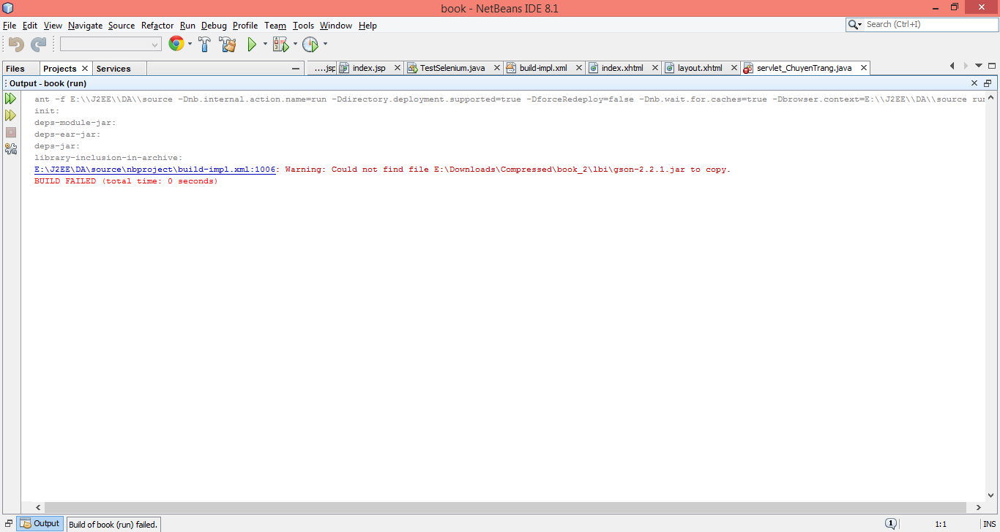 book - NetBeans IDE 8.1
File Edit View Navigate Source Refactor Run Debug Profile Team Tools Window Help
Search (Ctrl+I)
Files Projects Services
....jsp index.jsp TestSelenium.java build-impl.xml index.xhtml layout.xhtml servlet_ChuyenTrang.java
Output - book (run)
ant -f E:\\J2EE\\DA\\source -Dnb.internal.action.name=run -Ddirectory.deployment.supported=true -DforceRedeploy=false -Dnb.wait.for.caches=true -Dbrowser.context=E:\\J2EE\\DA\\source run
init:
deps-module-jar:
deps-ear-jar:
deps-jar:
library-inclusion-in-archive:
E:\J2EE\DA\source\nbproject\build-impl.xml:1006: Warning: Could not find file E:\Downloads\Compressed\book_2\lbi\gson-2.2.1.jar to copy.
BUILD FAILED (total time: 0 seconds)
Output
Build of book (run) failed.
1
1:1
INS